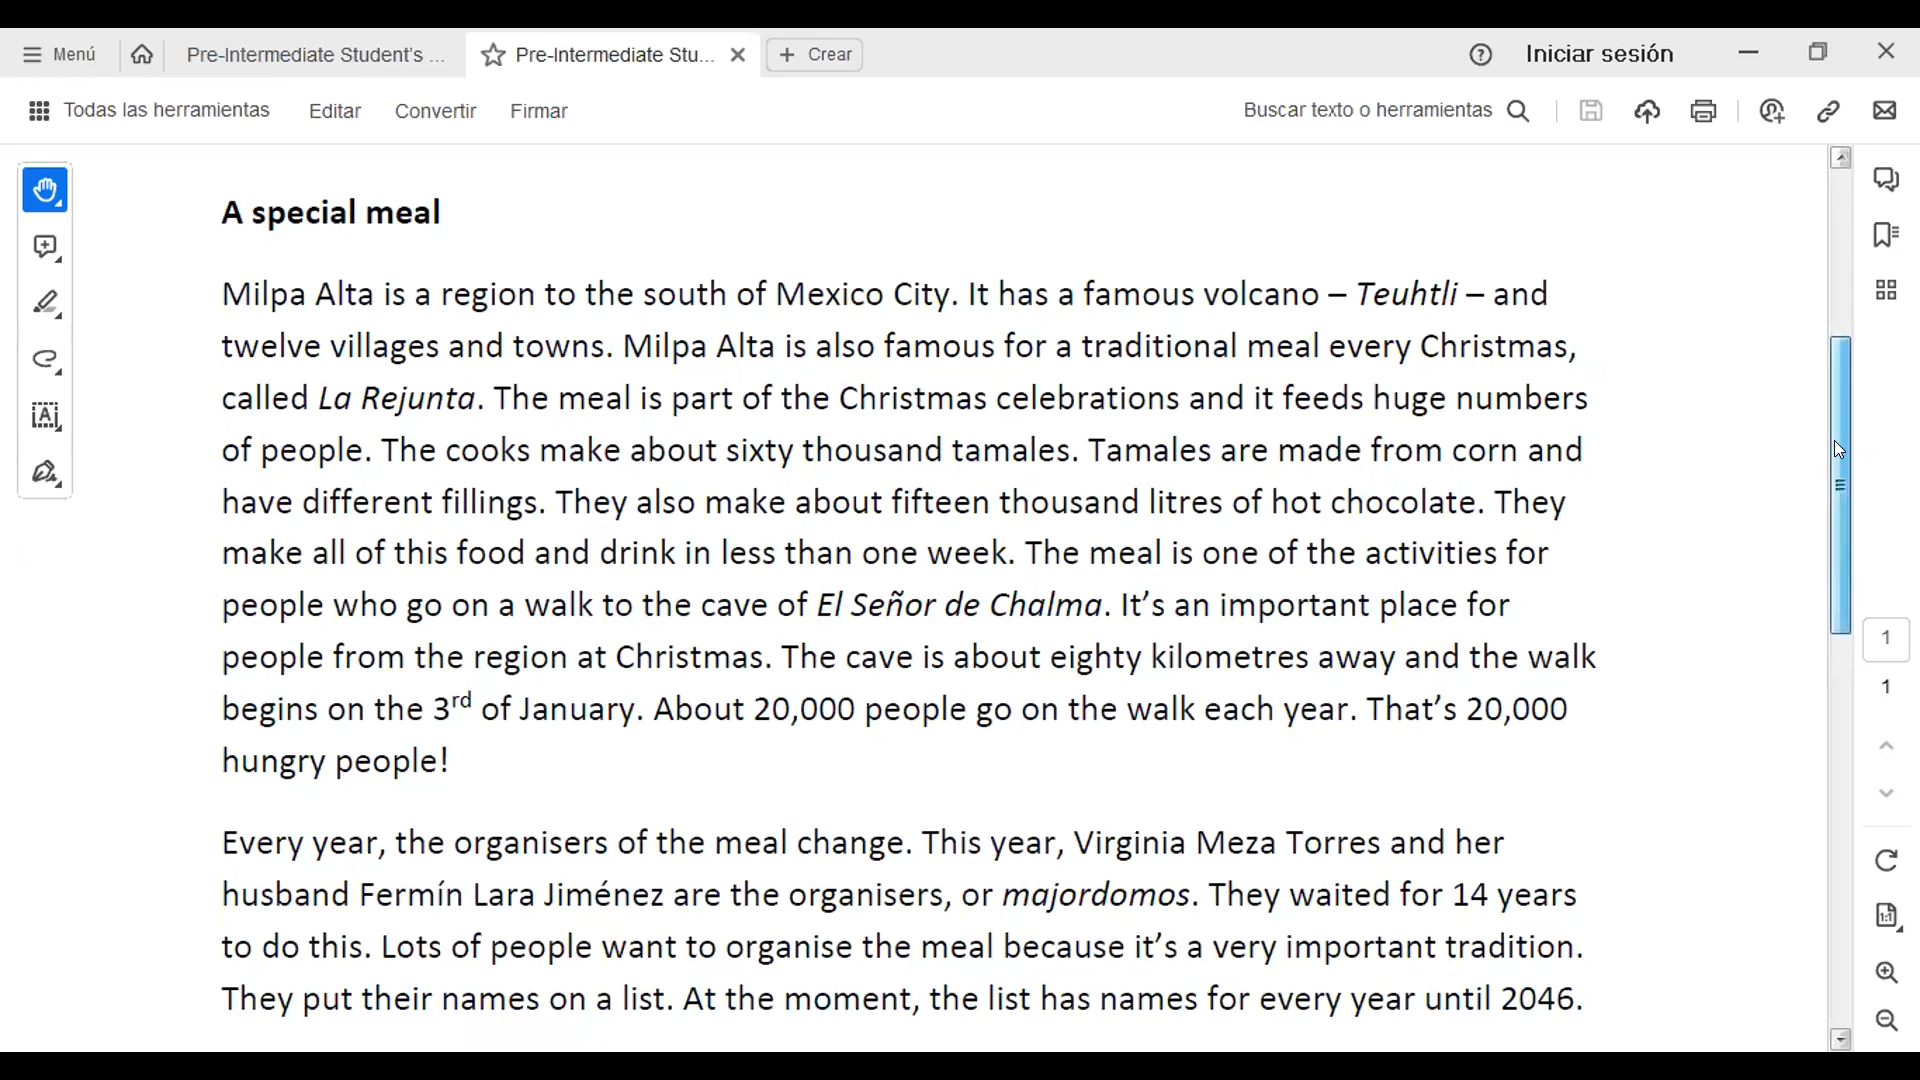 Menú
Pre-Intermediate Student's ...
Pre-Intermediate Stu...
Crear
Iniciar sesión
Todas las herramientas
Editar
Convertir
Firmar
Buscar texto o herramientas
A special meal
Milpa Alta is a region to the south of Mexico City. It has a famous volcano – Teuhtli – and
twelve villages and towns. Milpa Alta is also famous for a traditional meal every Christmas,
called La Rejunta. The meal is part of the Christmas celebrations and it feeds huge numbers
of people. The cooks make about sixty thousand tamales. Tamales are made from corn and
have different fillings. They also make about fifteen thousand litres of hot chocolate. They
make all of this food and drink in less than one week. The meal is one of the activities for
people who go on a walk to the cave of El Señor de Chalma. It's an important place for
people from the region at Christmas. The cave is about eighty kilometres away and the walk
begins on the 3rd of January. About 20,000 people go on the walk each year. That's 20,000
hungry people!
Every year, the organisers of the meal change. This year, Virginia Meza Torres and her
husband Fermín Lara Jiménez are the organisers, or majordomos. They waited for 14 years
to do this. Lots of people want to organise the meal because it's a very important tradition.
They put their names on a list. At the moment, the list has names for every year until 2046.
1
1